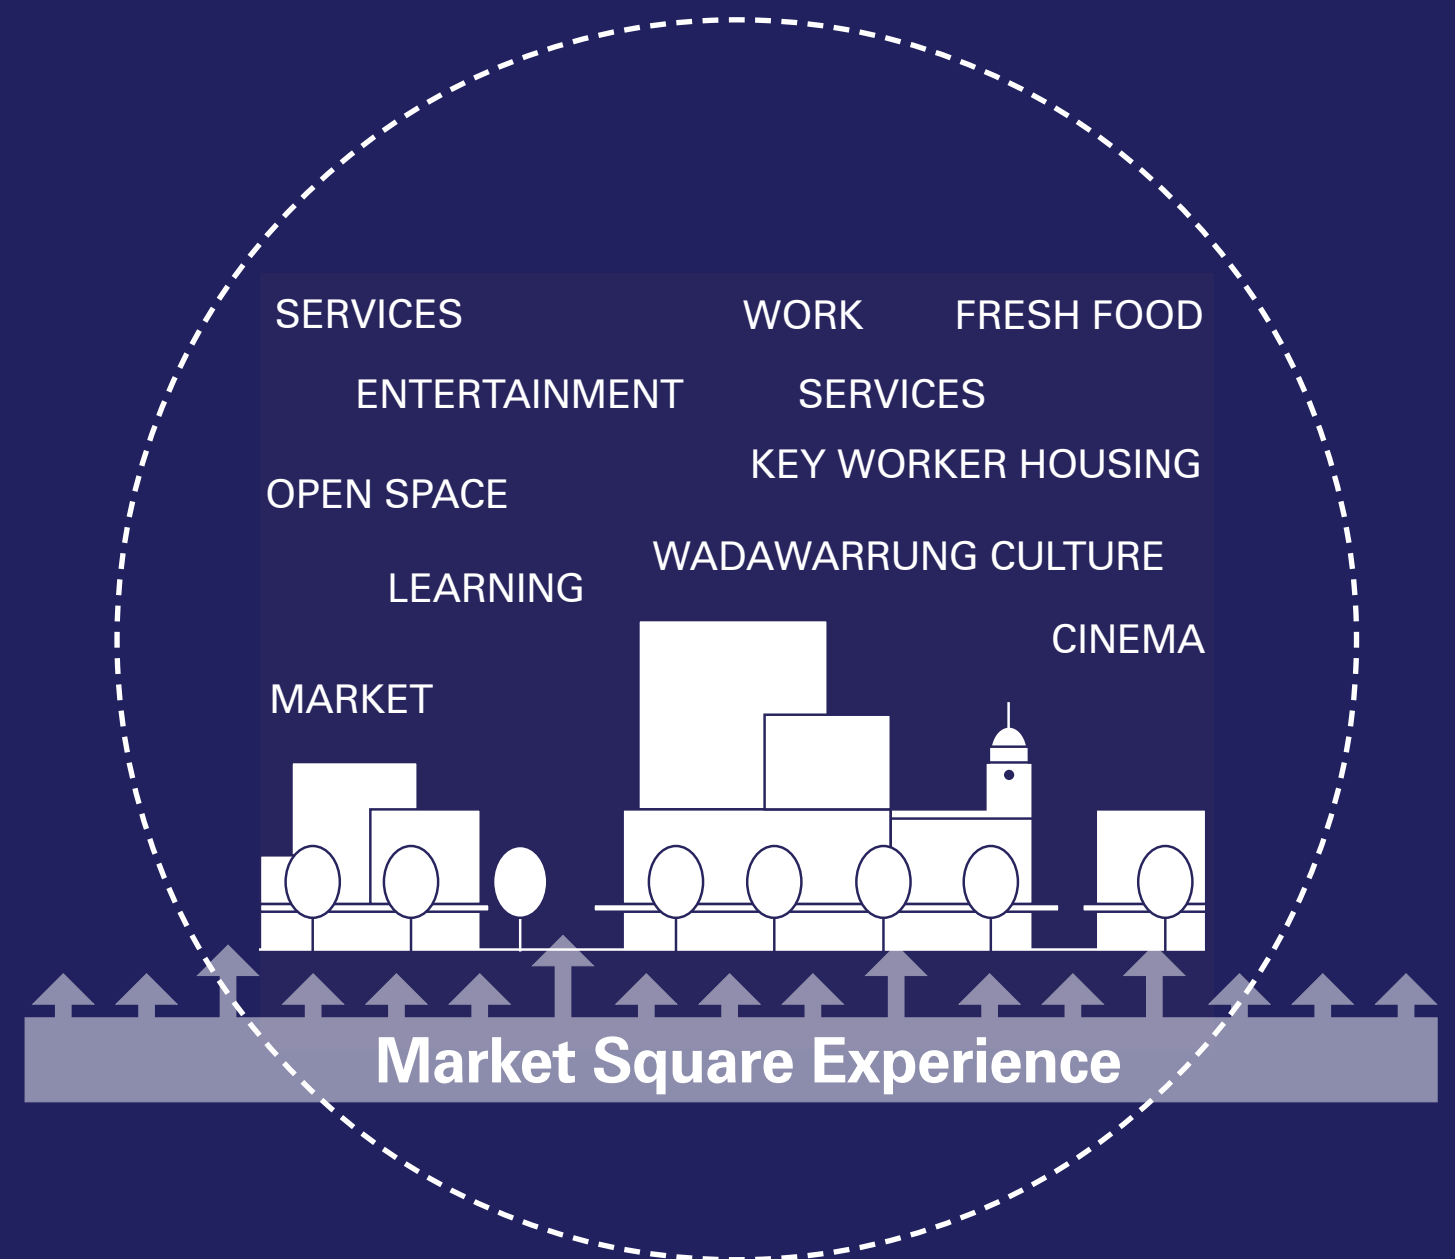 SERVICES
WORK
FRESH FOOD
ENTERTAINMENT
SERVICES
KEY WORKER HOUSING
OPEN SPACE
WADAWARRUNG CULTURE
LEARNING
CINEMA
MARKET
Market Square Experience